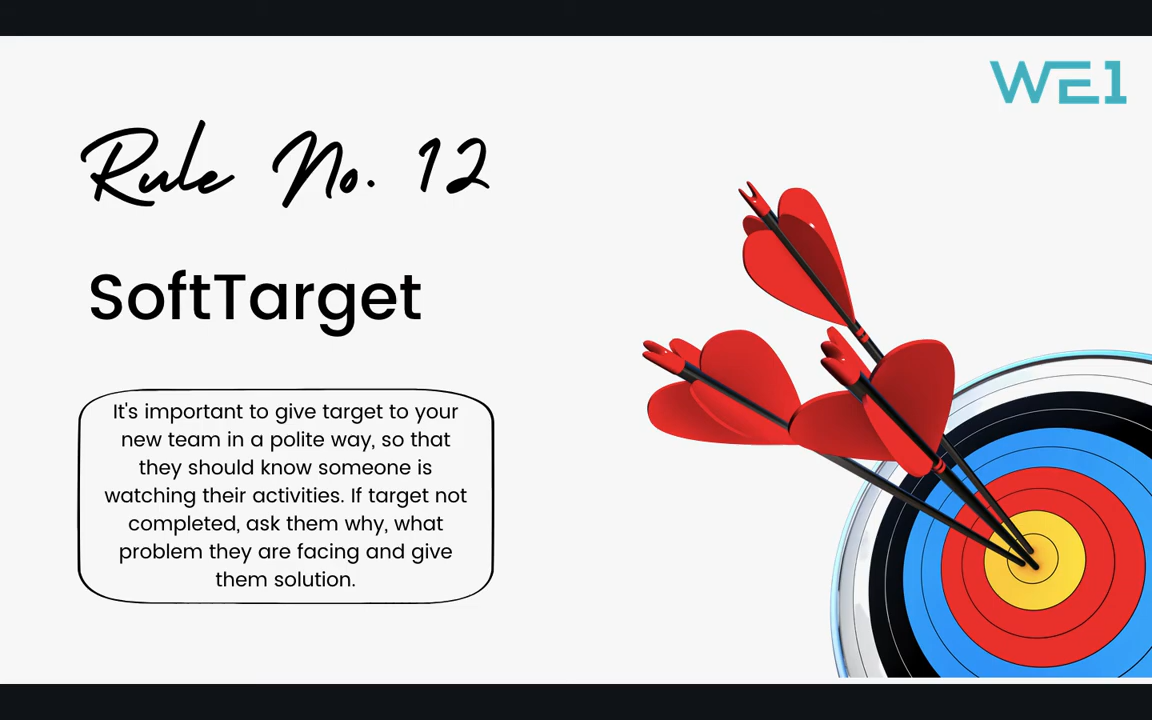 WE1
Rule No. 12
SoftTarget
It's important to give target to your
new team in a polite way, so that
they should know someone is
watching their activities. If target not
completed, ask them why, what
problem they are facing and give
them solution.